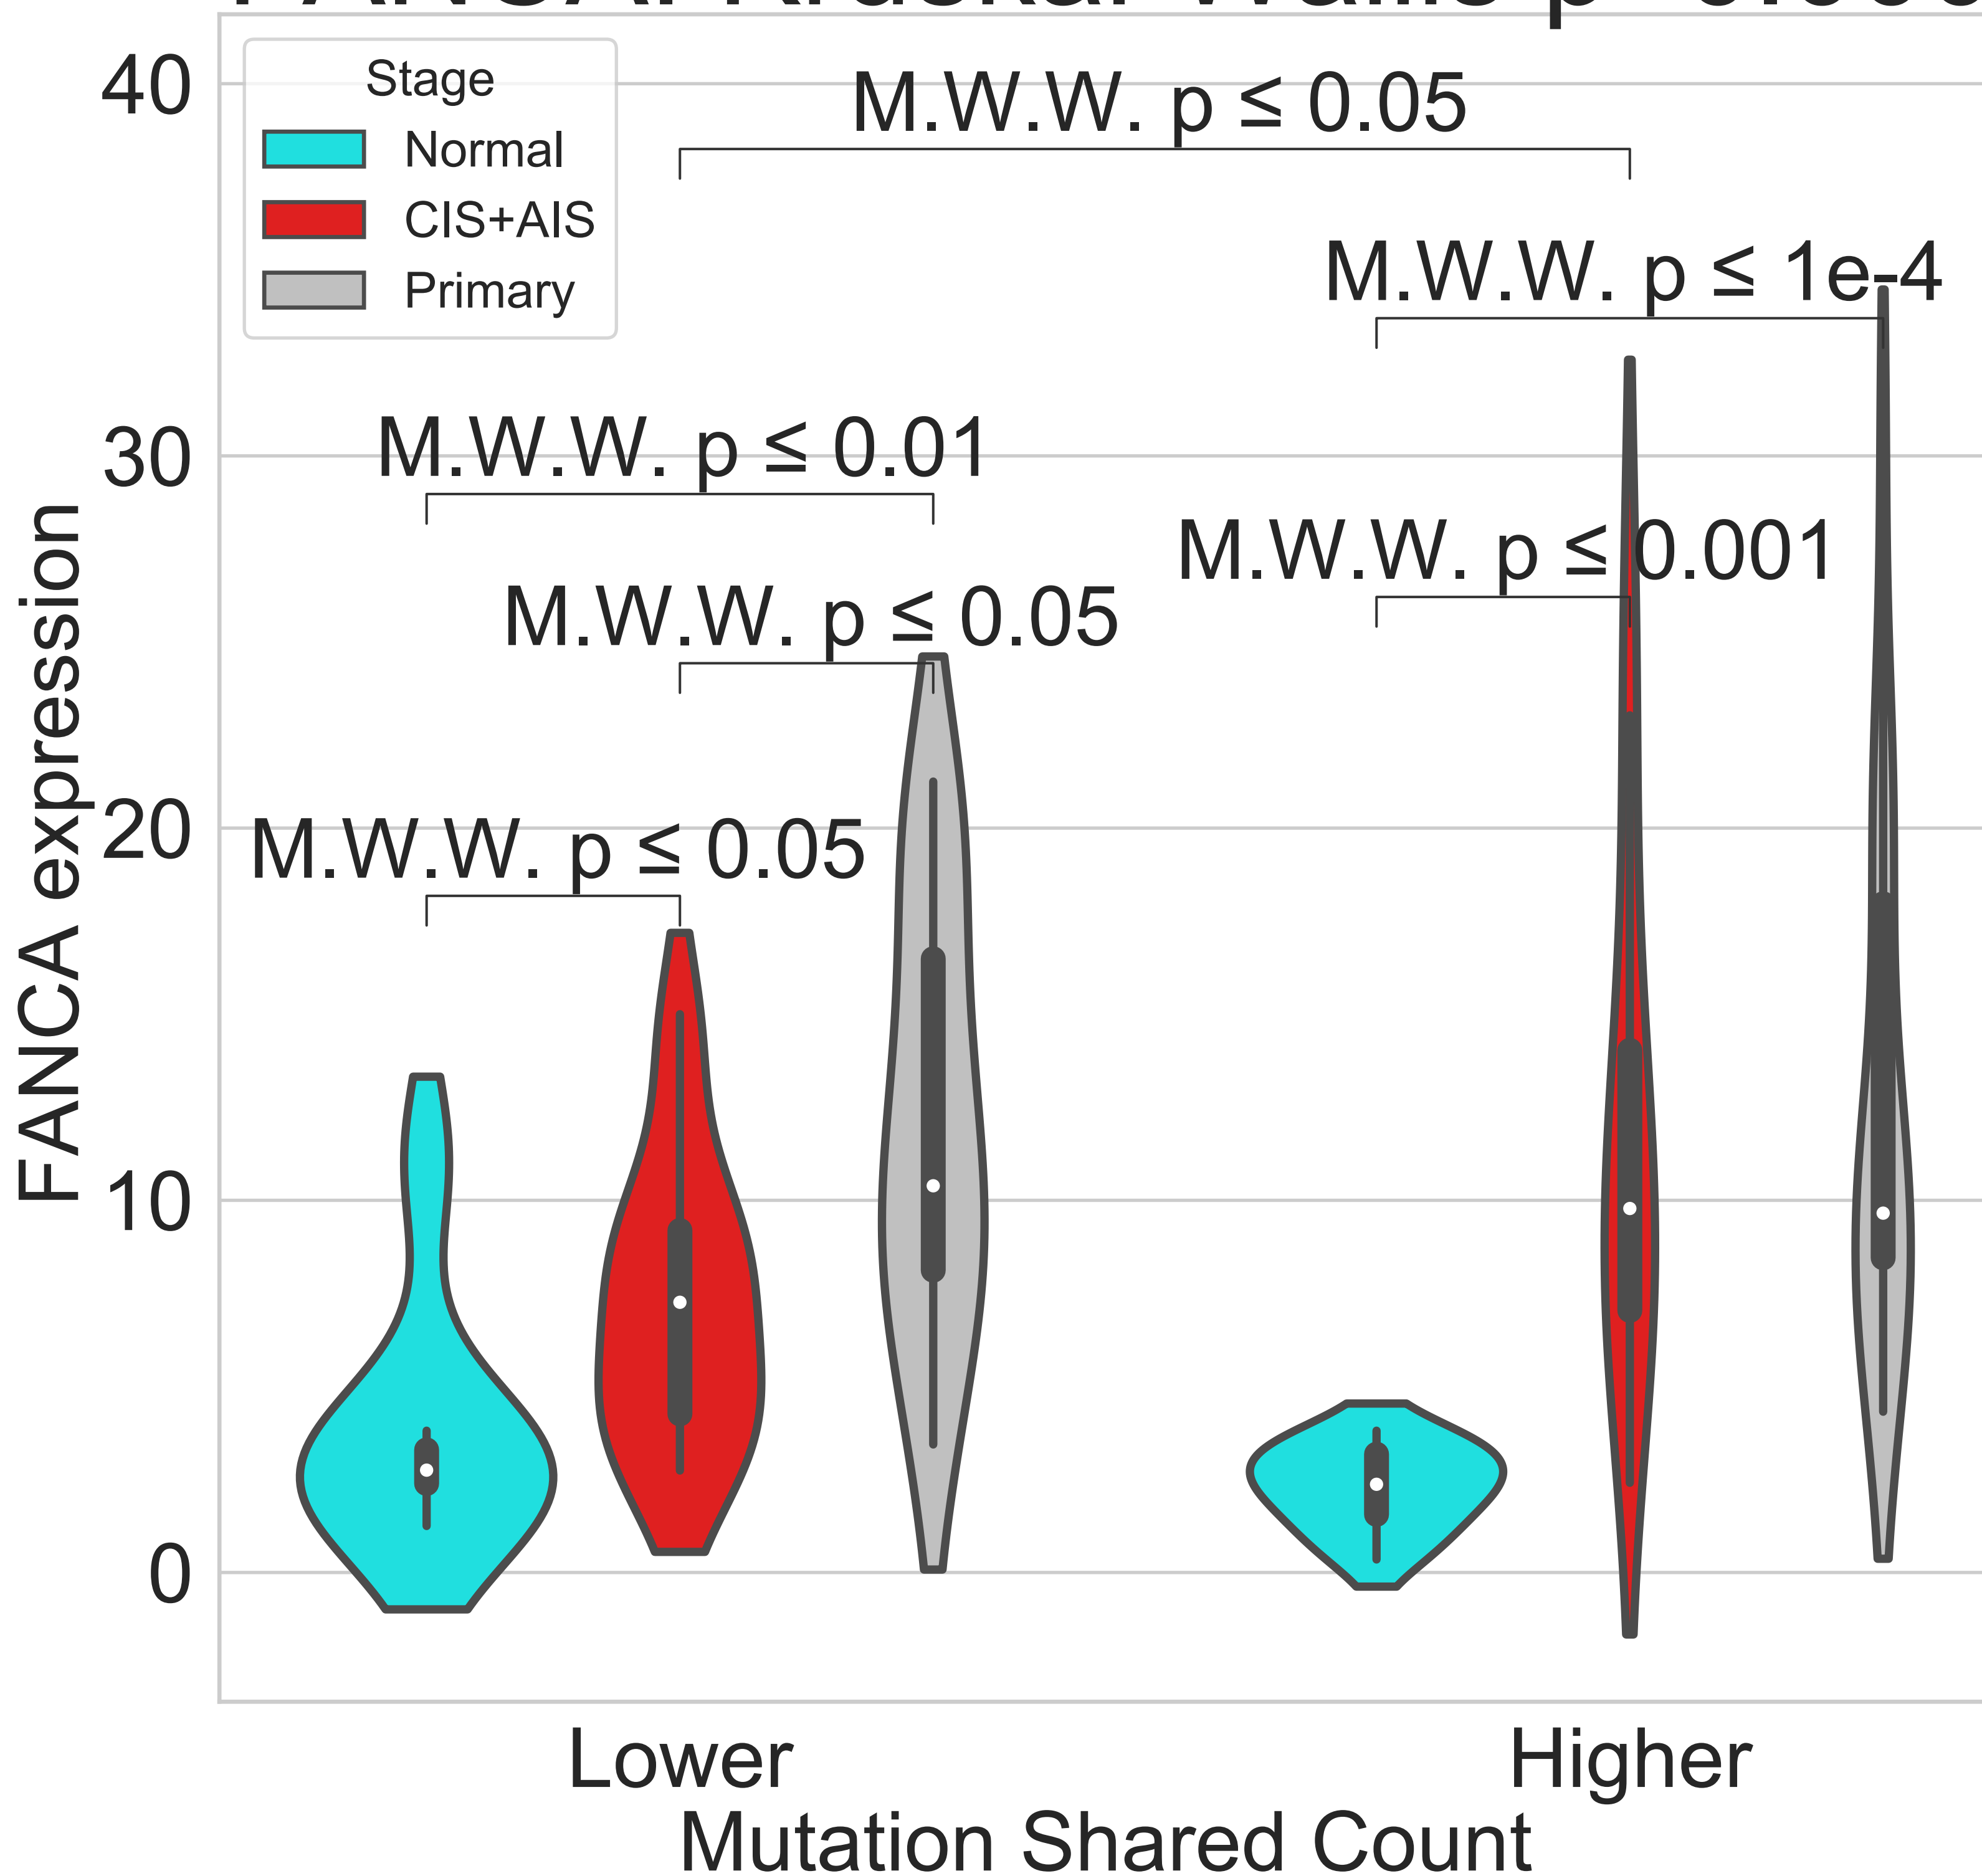 40
30
20
10
0
FANCA expression
Stage
Normal
CIS+AIS
Primary
M.W.W. p ≤ 0.05
M.W.W. p ≤ 1e-4
M.W.W. p ≤ 0.01
M.W.W. p ≤ 0.001
M.W.W. p ≤ 0.05
M.W.W. p ≤ 0.05
Lower
Higher
Mutation Shared Count